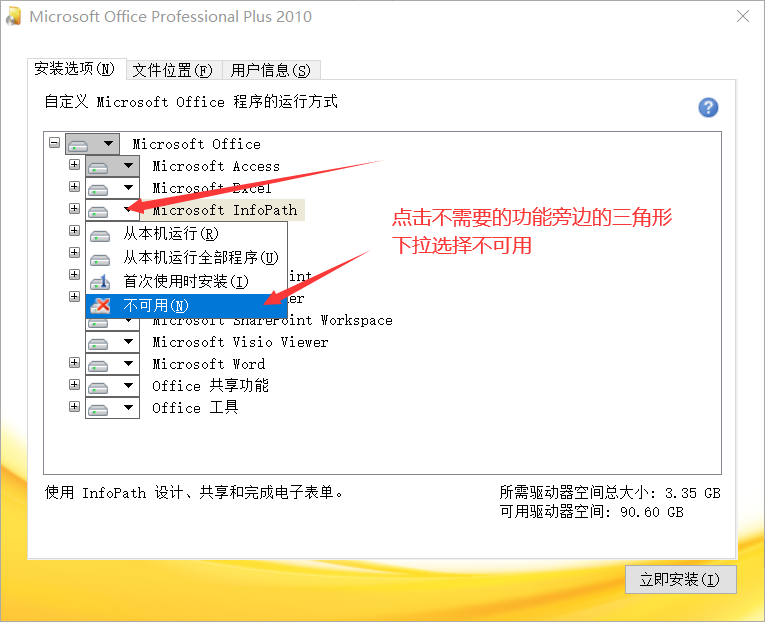 Microsoft Office Professional Plus 2010
安装选项(N) 文件位置(F) 用户信息(S)
自定义 Microsoft Office 程序的运行方式
Microsoft Office
Microsoft Access
Microsoft Excel
Microsoft InfoPath
从本机运行(R)
从本机运行全部程序(U)
首次使用时安装(I)
不可用(N)
Microsoft SharePoint Workspace
Microsoft Visio Viewer
Microsoft Word
Office 共享功能
Office 工具
点击不需要的功能旁边的三角形
下拉选择不可用
使用 InfoPath 设计、共享和完成电子表单。
所需驱动器空间总大小: 3.35 GB
可用驱动器空间: 90.60 GB
立即安装(I)